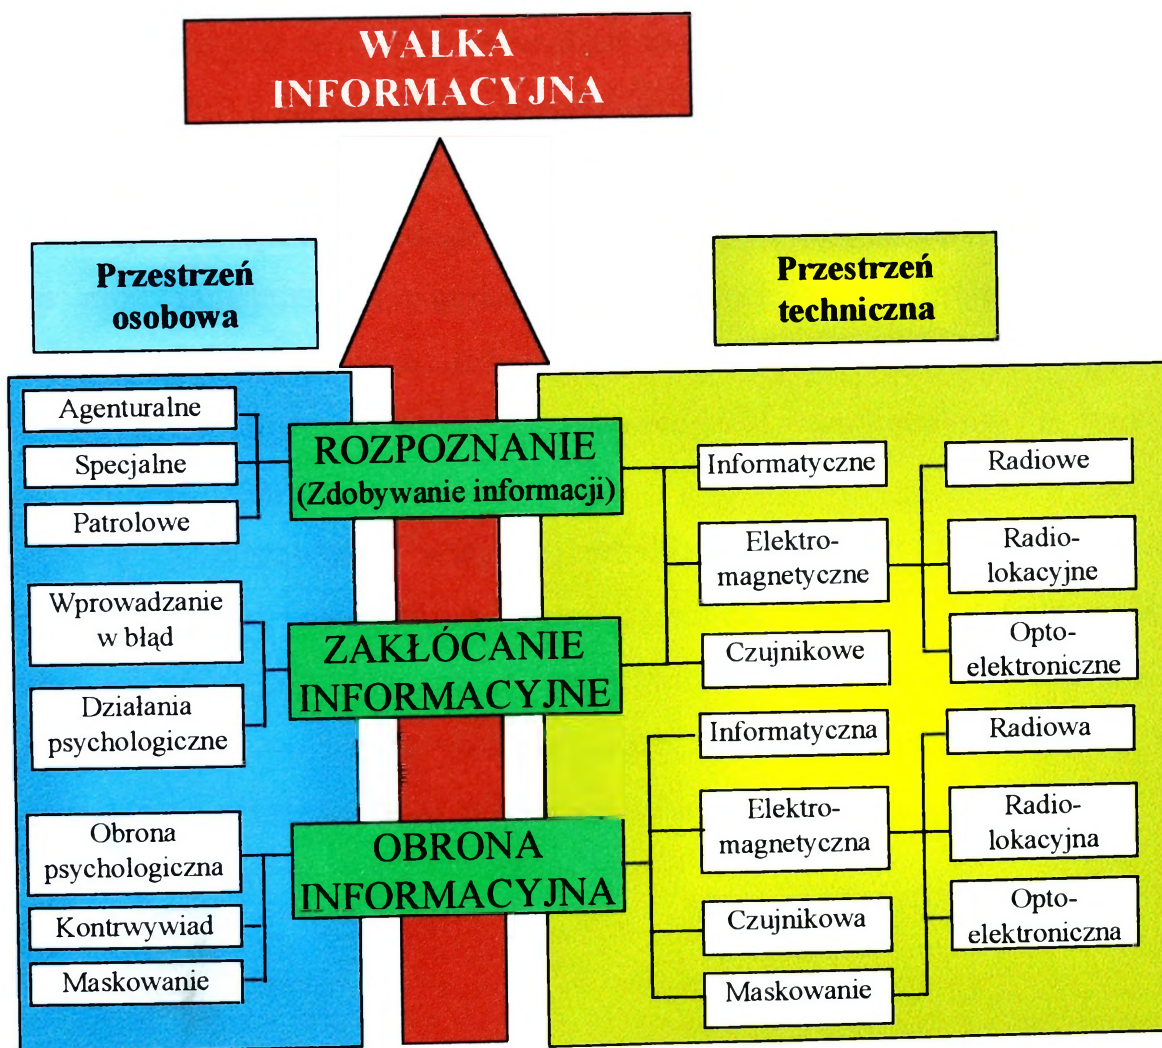 WALKA
INFORMACYJNA
Przestrzeń
osobowa
Przestrzeń
techniczna
Agenturalne
Specjalne
Patrolowe
Wprowadzanie
w błąd
Działania
psychologiczne
Obrona
psychologiczna
Kontrwywiad
Maskowanie
ROZPOZNANIE
(Zdobywanie informacji)
ZAKŁÓCANIE
INFORMACYJNE
OBRONA
INFORMACYJNA
Informatyczne
Elektro-
magnetyczne
Czujnikowe
Informatyczna
Elektro-
magnetyczna
Czujnikowa
Maskowanie
Radiowe
Radio-
lokacyjne
Opto-
elektroniczne
Radiowa
Radio-
lokacyjna
Opto-
elektroniczna